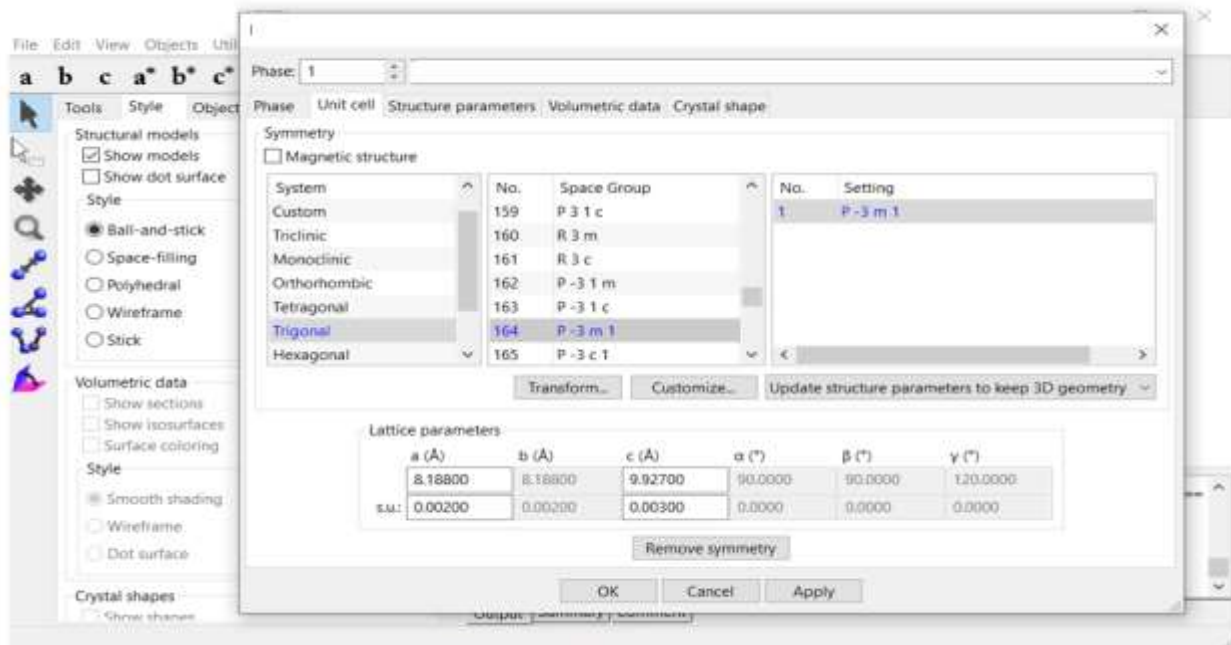 File Edit View Objects Util
a b c a* b* c*
Tools Style Object
Structural models
Show models
Show dot surface
Style
Ball-and-stick
Space-filling
Polyhedral
Wireframe
Stick
Volumetric data
Show sections
Show isosurfaces
Surface coloring
Style
Smooth shading
Wireframe
Dot surface
Crystal shapes
Show shapes
Phase: 1
Phase Unit cell Structure parameters Volumetric data Crystal shape
Symmetry
Magnetic structure
System
Custom
Triclinic
Monoclinic
Orthorhombic
Tetragonal
Trigonal
Hexagonal
No. Space Group
159 P 3 1 c
160 R 3 m
161 R 3 c
162 P -3 1 m
163 P -3 1 c
164 P -3 m 1
165 P -3 c 1
No. Setting
1 P -3 m 1
Transform... Customize... Update structure parameters to keep 3D geometry
Lattice parameters
a (Å) b (Å) c (Å) α (°) β (°) γ (°)
8.18800 8.18800 9.92700 90.0000 90.0000 120.0000
s.u.: 0.00200 0.00200 0.00300 0.0000 0.0000 0.0000
Remove symmetry
OK Cancel Apply
Output Summary Comment